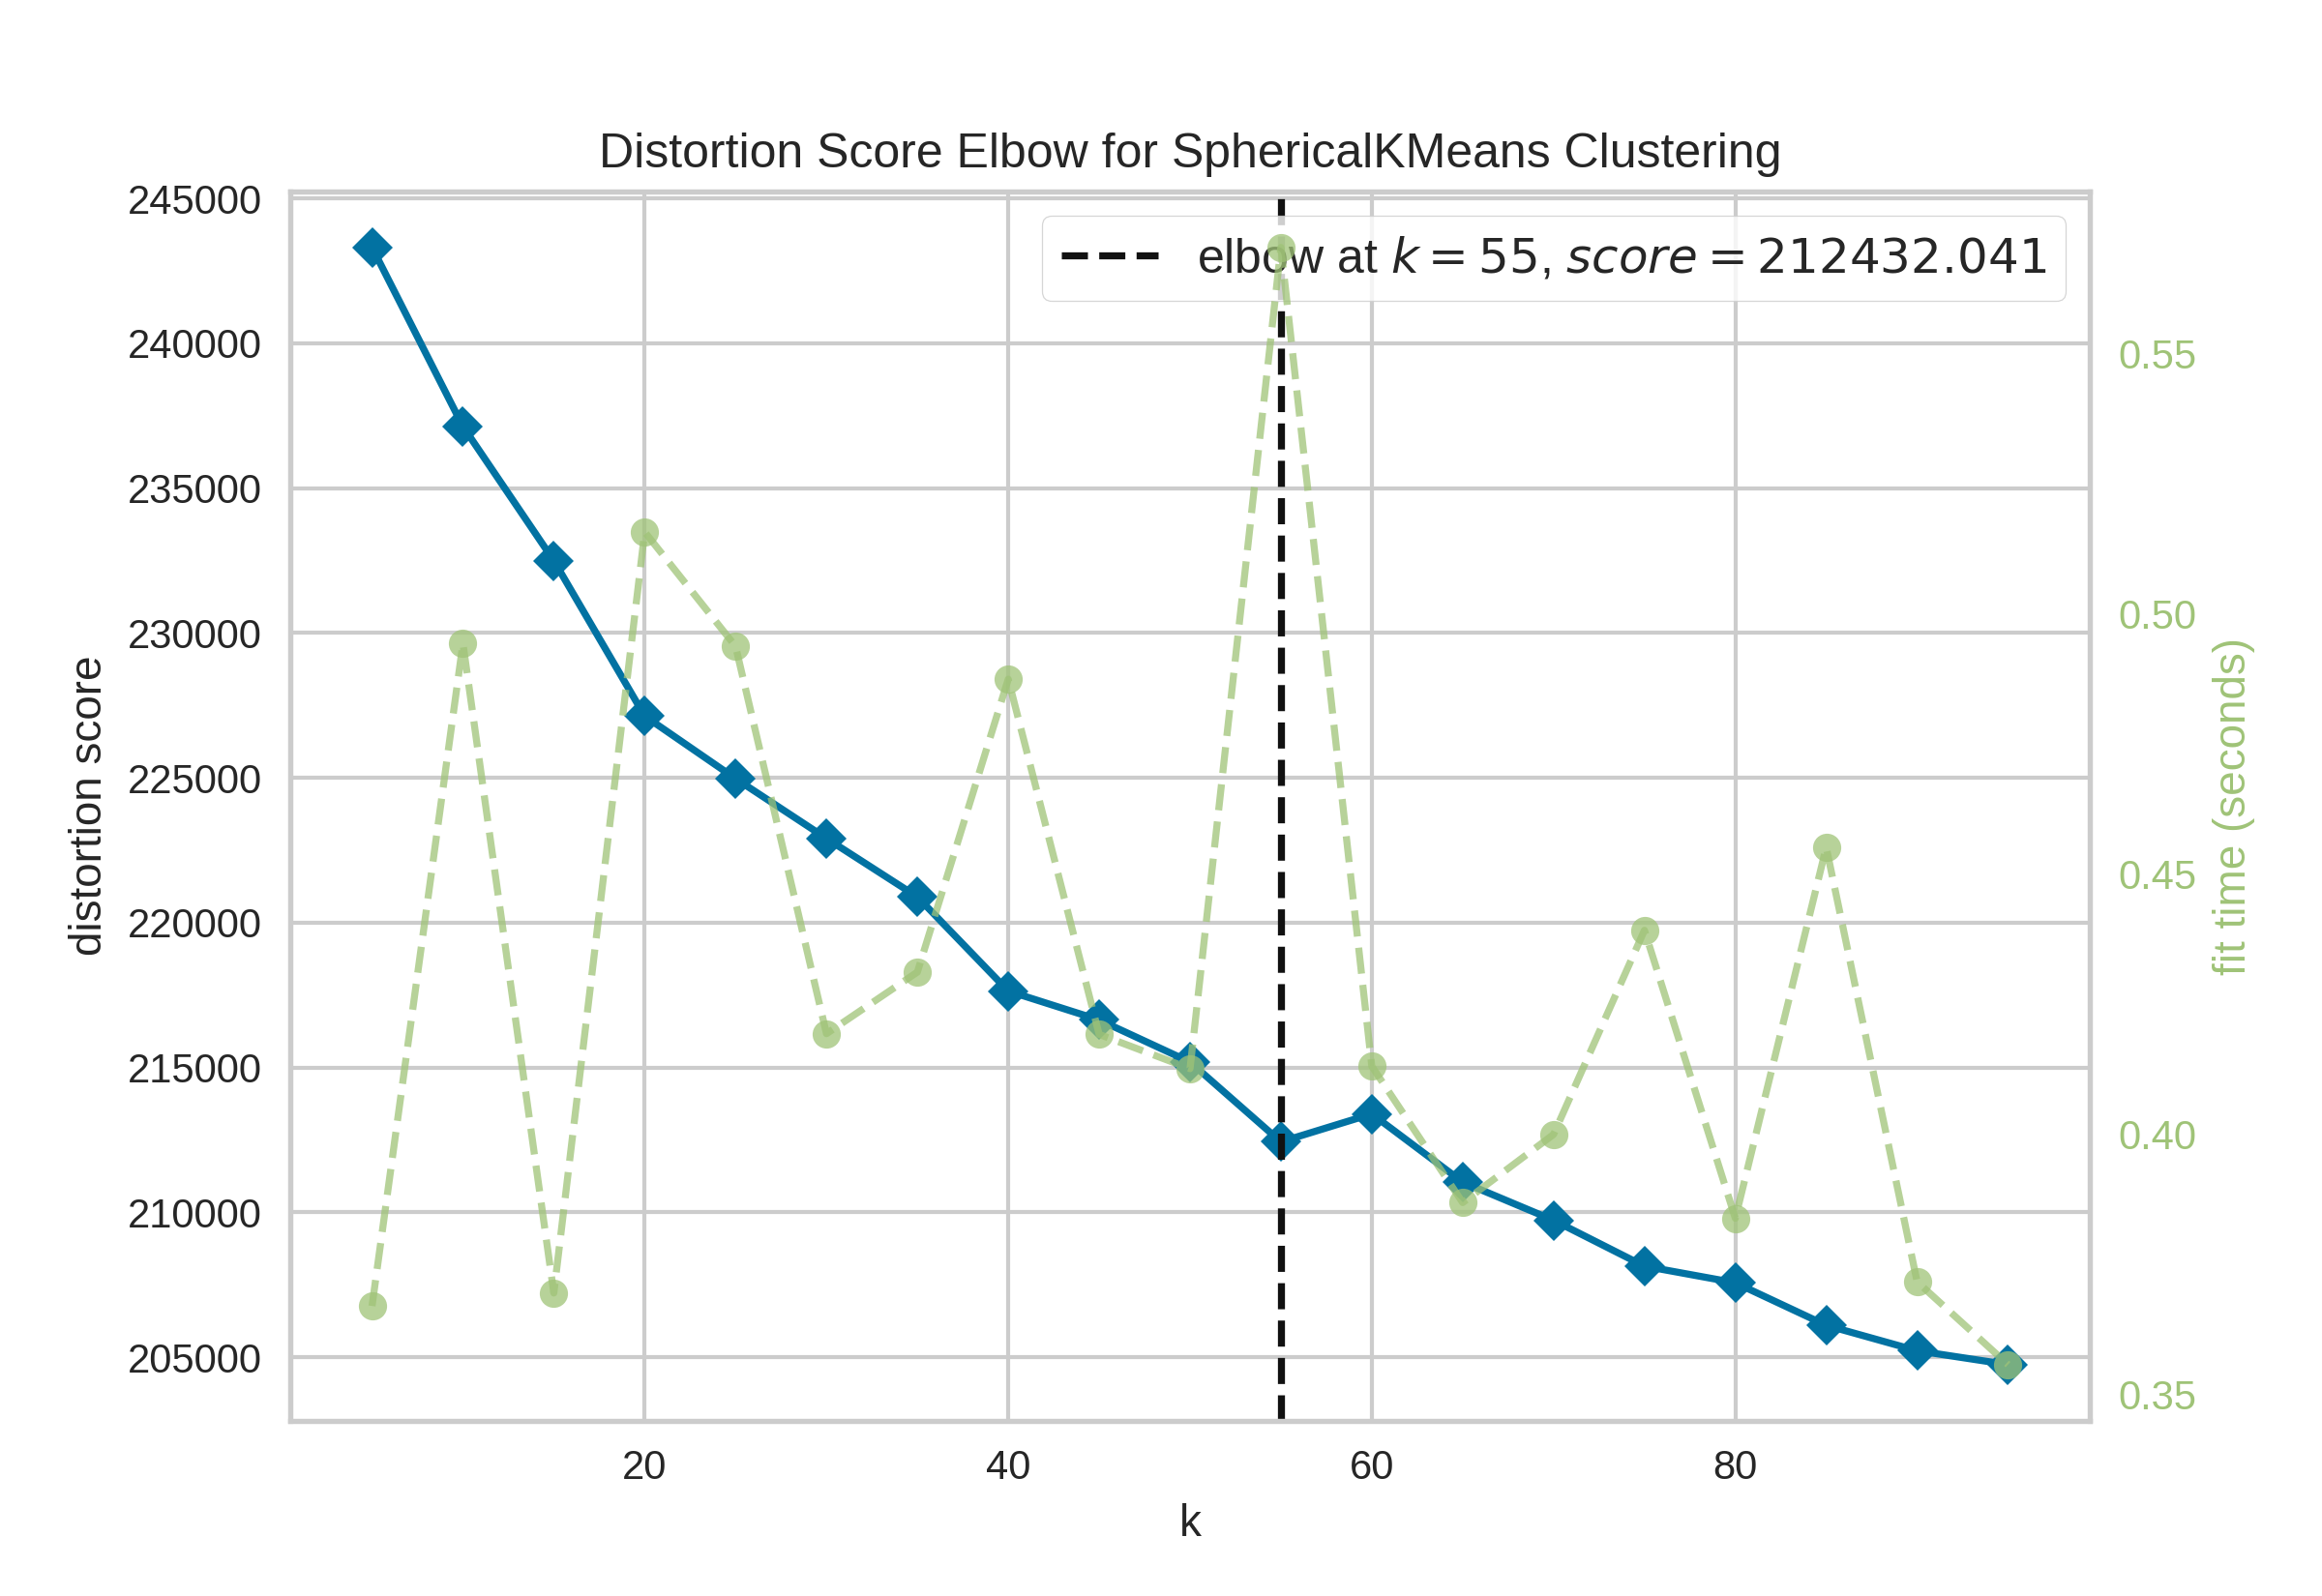 Distortion Score Elbow for SphericalKMeans Clustering
elbow at k = 55, score = 212432.041
245000
240000
235000
230000
225000
220000
215000
210000
205000
distortion score
0.55
0.50
0.45
0.40
0.35
fit time (seconds)
20 40 60 80
k